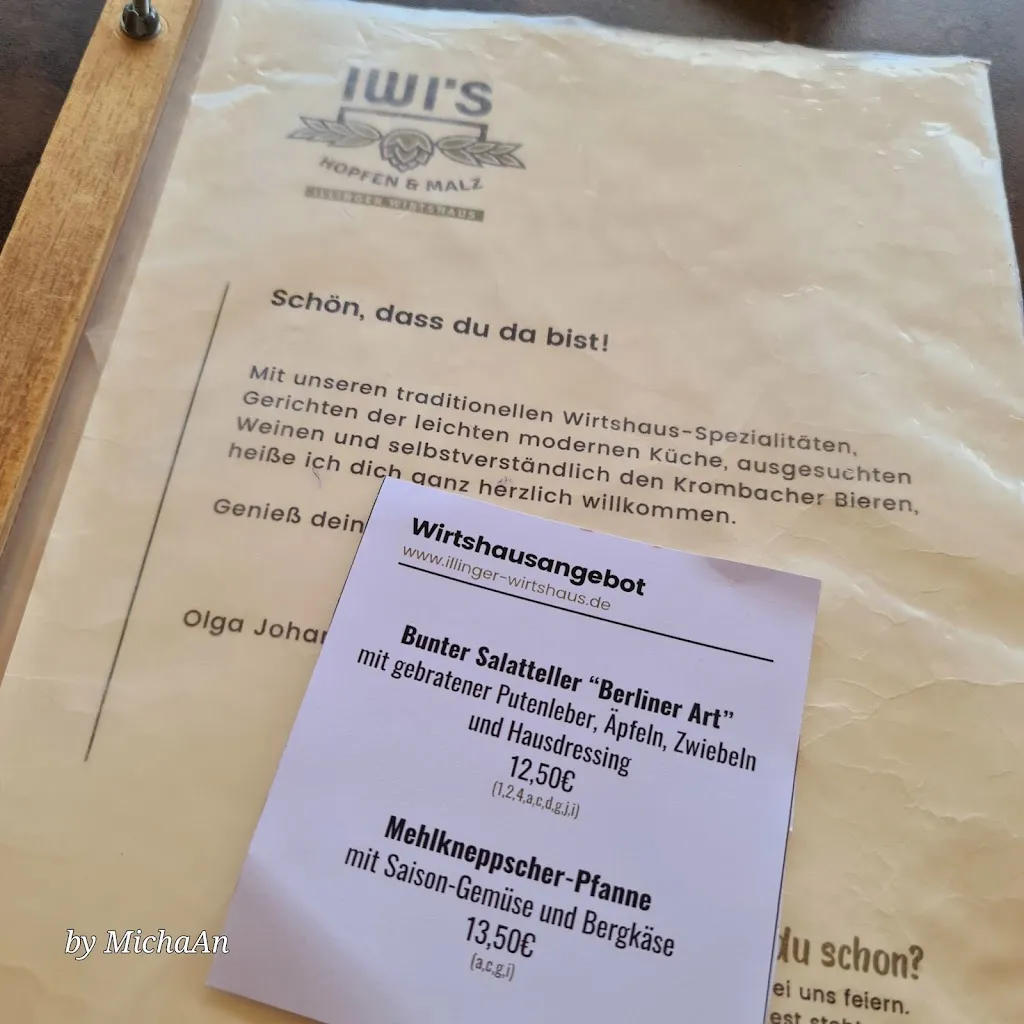 IWI'S
HOPFEN & MALZ
ILLINGER WIRTSHAUS
Schön, dass du da bist!
Mit unseren traditionellen Wirtshaus-Spezialitäten,
Gerichten der leichten modernen Küche, ausgesuchten
Weinen und selbstverständlich den Krombacher Bieren,
heiße ich dich ganz herzlich willkommen.
Genieß dein
Olga Johan
Wirtshausangebot
www.illinger-wirtshaus.de
Bunter Salatteller “Berliner Art”
mit gebratener Putenleber, Äpfeln, Zwiebeln
und Hausdressing
12,50€
(1,2,4,a,c,d,g,j,i)
Mehlkneppscher-Pfanne
mit Saison-Gemüse und Bergkäse
13,50€
(a,c,g,i)
du schon?
ei uns feiern.
by MichaAn